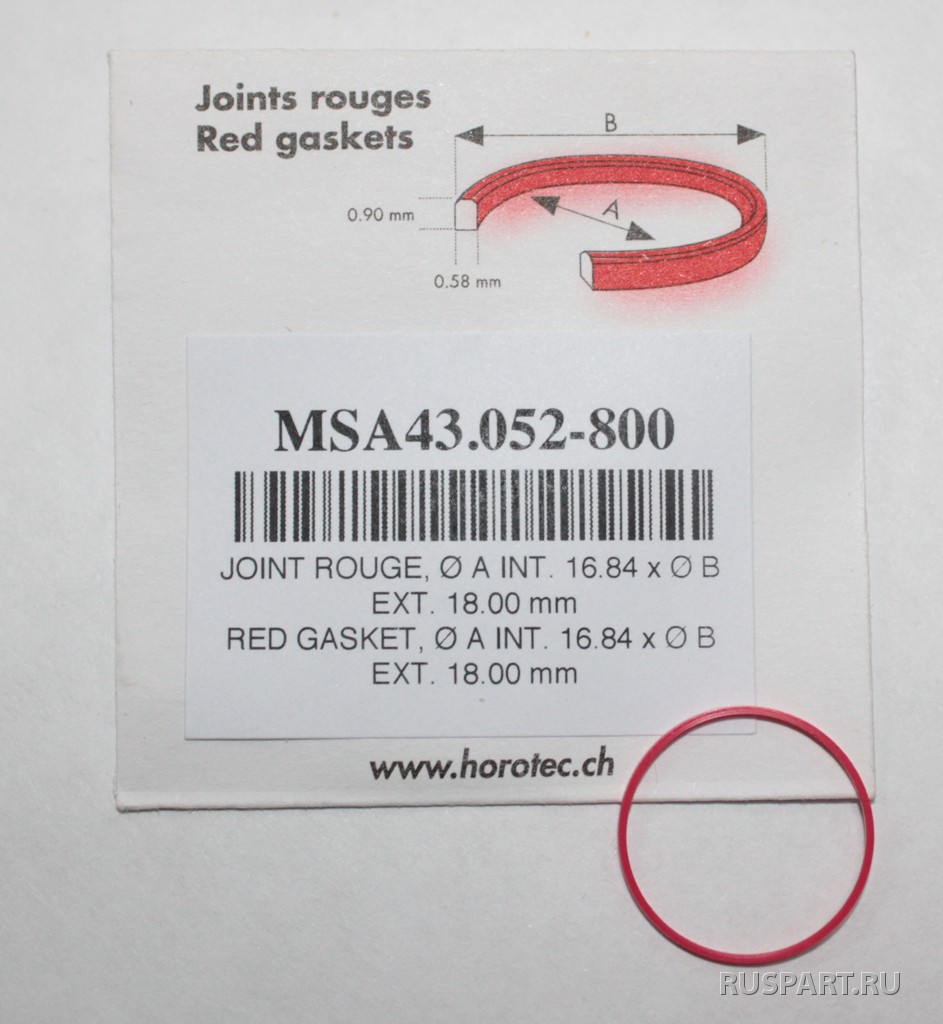 Joints rouges
Red gaskets
B
0.90 mm
A
0.58 mm
MSA43.052-800
JOINT ROUGE, Ø A INT. 16.84 x Ø B
EXT. 18.00 mm
RED GASKET, Ø A INT. 16.84 x Ø B
EXT. 18.00 mm
www.horotec.ch
RUSPART.RU